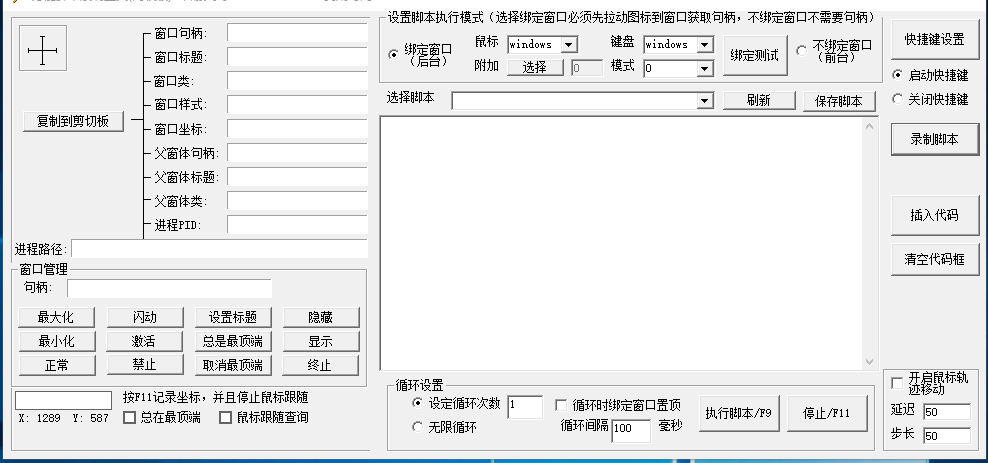 窗口句柄:
窗口标题:
窗口类:
窗口样式:
复制到剪切板
窗口坐标:
父窗体句柄:
父窗体标题:
父窗体类:
进程PID:
进程路径:
窗口管理
句柄:
最大化 闪动 设置标题 隐藏
最小化 激活 总是最顶端 显示
正常 禁止 取消最顶端 终止
按F11记录坐标，并且停止鼠标跟随
X: 1289 Y: 587 总在最顶端 鼠标跟随查询
设置脚本执行模式（选择绑定窗口必须先拉动图标到窗口获取句柄，不绑定窗口不需要句柄）
绑定窗口
（后台）
鼠标 windows 键盘 windows
附加 选择 0 模式 0
绑定测试
不绑定窗口
（前台）
选择脚本 刷新 保存脚本
循环设置
设定循环次数 1 循环时绑定窗口置顶
无限循环 循环间隔 100 毫秒
执行脚本/F9 停止/F11
快捷键设置
启动快捷键
关闭快捷键
录制脚本
插入代码
清空代码框
开启鼠标轨
迹移动
延迟 50
步长 50